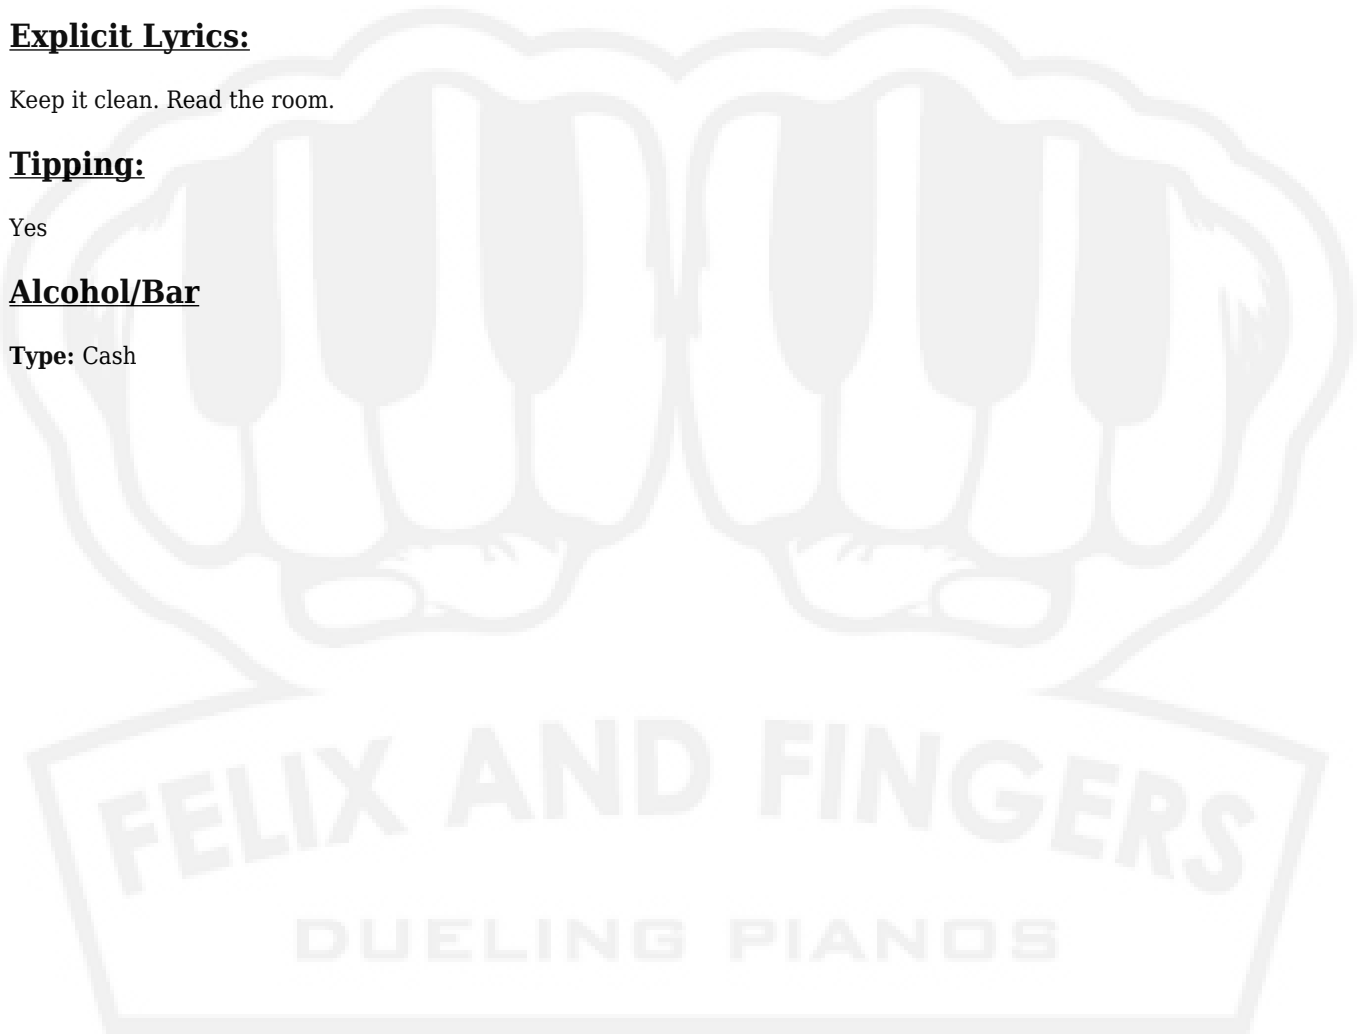 Explicit Lyrics:
Keep it clean. Read the room.
Tipping:
Yes
Alcohol/Bar
Type: Cash
FELIX AND FINGERS
DUELING PIANOS